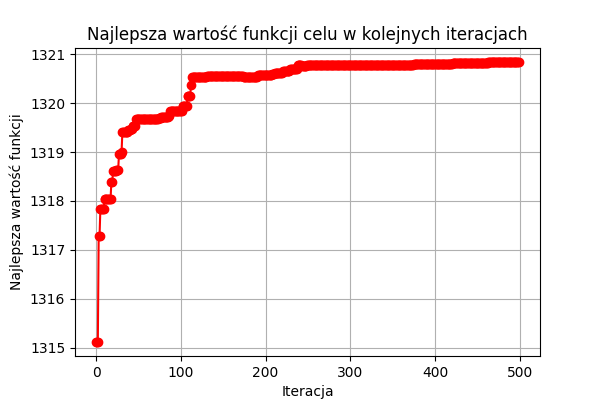 Najlepsza wartość funkcji celu w kolejnych iteracjach
Najlepsza wartość funkcji
1321
1320
1319
1318
1317
1316
1315
0 100 200 300 400 500
Iteracja